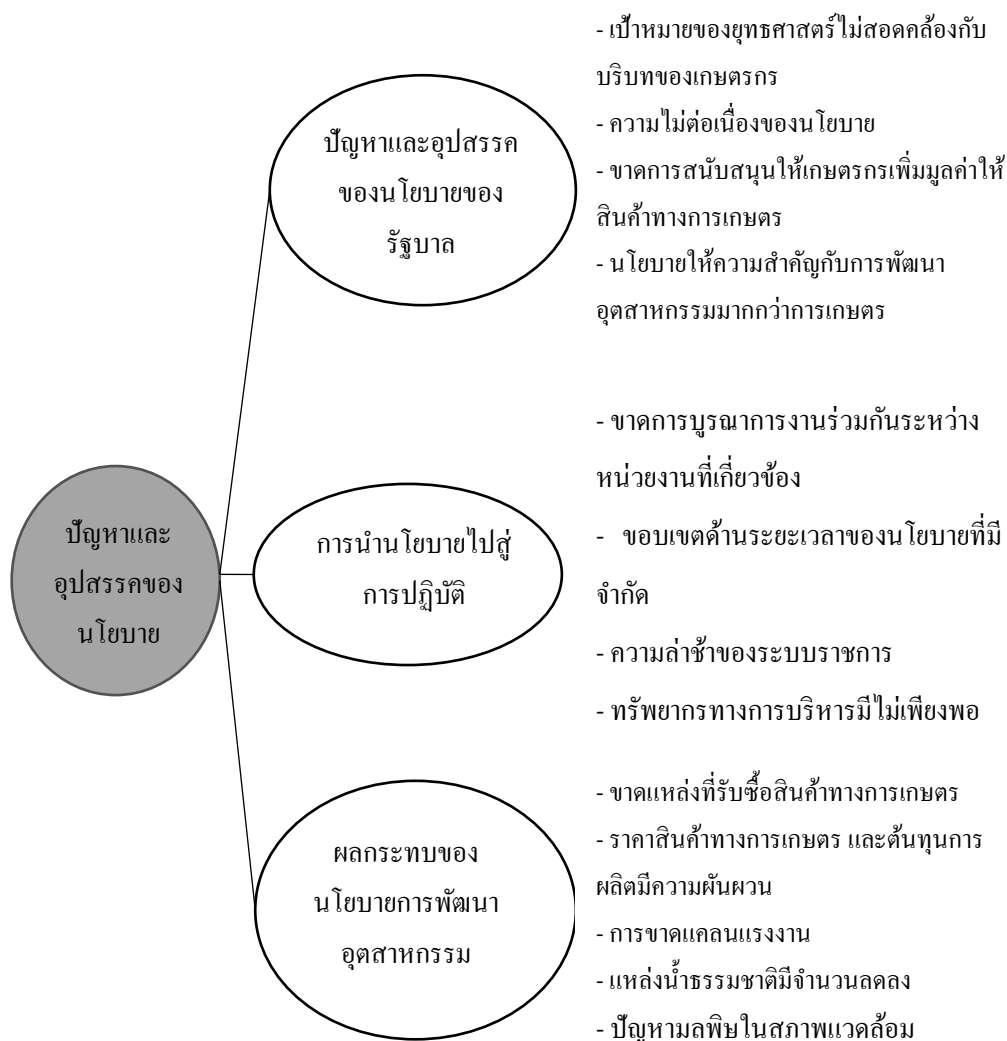 ปัญหาและ
อุปสรรคของ
นโยบาย
ปัญหาและอุปสรรค
ของนโยบายของ
รัฐบาล
- เป้าหมายของยุทธศาสตร์ไม่สอดคล้องกับ
บริบทของเกษตรกร
- ความไม่ต่อเนื่องของนโยบาย
- ขาดการสนับสนุนให้เกษตรกรเพิ่มมูลค่าให้
สินค้าทางการเกษตร
- นโยบายให้ความสำคัญกับการพัฒนา
อุตสาหกรรมมากกว่าการเกษตร
การนำนโยบายไปสู่
การปฏิบัติ
- ขาดการบูรณาการงานร่วมกันระหว่าง
หน่วยงานที่เกี่ยวข้อง
- ขอบเขตด้านระยะเวลาของนโยบายที่มี
จำกัด
- ความล่าช้าของระบบราชการ
- ทรัพยากรทางการบริหารมีไม่เพียงพอ
ผลกระทบของ
นโยบายการพัฒนา
อุตสาหกรรม
- ขาดแหล่งที่รับซื้อสินค้าทางการเกษตร
- ราคาสินค้าทางการเกษตร และต้นทุนการ
ผลิตมีความผันผวน
- การขาดแคลนแรงงาน
- แหล่งน้ำธรรมชาติมีจำนวนลดลง
- ปัญหามลพิษในสภาพแวดล้อม